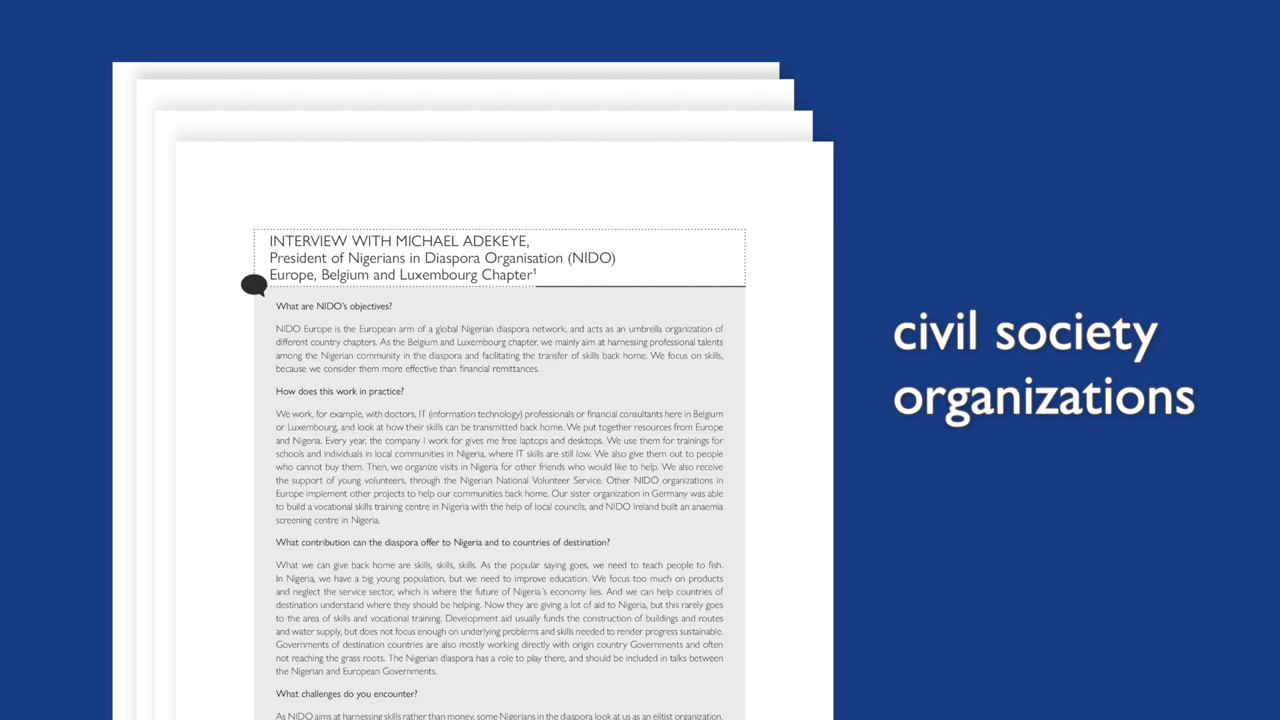 INTERVIEW WITH MICHAEL ADEKEYE,
President of Nigerians in Diaspora Organisation (NIDO)
Europe, Belgium and Luxembourg Chapter¹
What are NIDO's objectives?
NIDO Europe is the European arm of a global Nigerian diaspora network, and acts as an umbrella organization of
different country chapters. As the Belgium and Luxembourg chapter, we mainly aim at harnessing professional talents
among the Nigerian community in the diaspora and facilitating the transfer of skills back home. We focus on skills,
because we consider them more effective than financial remittances.
How does this work in practice?
We work, for example, with doctors, IT (information technology) professionals or financial consultants here in Belgium
or Luxembourg, and look at how their skills can be transmitted back home. We put together resources from Europe
and Nigeria. Every year, the company I work for gives me free laptops and desktops. We use them for trainings for
schools and individuals in local communities in Nigeria, where IT skills are still low. We also give them out to people
who cannot buy them. Then, we organize visits in Nigeria for other friends who would like to help. We also receive
the support of young volunteers, through the Nigerian National Volunteer Service. Other NIDO organizations in
Europe implement other projects to help our communities back home. Our sister organization in Germany was able
to build a vocational skills training centre in Nigeria with the help of local councils, and NIDO Ireland built an anaemia
screening centre in Nigeria.
What contribution can the diaspora offer to Nigeria and to countries of destination?
What we can give back home are skills, skills, skills. As the popular saying goes, we need to teach people to fish.
In Nigeria, we have a big young population, but we need to improve education. We focus too much on products
and neglect the service sector, which is where the future of Nigeria's economy lies. And we can help countries of
destination understand where they should be helping. Now they are giving a lot of aid to Nigeria, but this rarely goes
to the area of skills and vocational training. Development aid usually funds the construction of buildings and routes
and water supply, but does not focus enough on underlying problems and skills needed to render progress sustainable.
Governments of destination countries are also mostly working directly with origin country Governments and often
not reaching the grass roots. The Nigerian diaspora has a role to play there, and should be included in talks between
the Nigerian and European Governments.
What challenges do you encounter?
As NIDO aims at harnessing skills rather than money, some Nigerians in the diaspora look at us as an elitist organization.
civil society
organizations